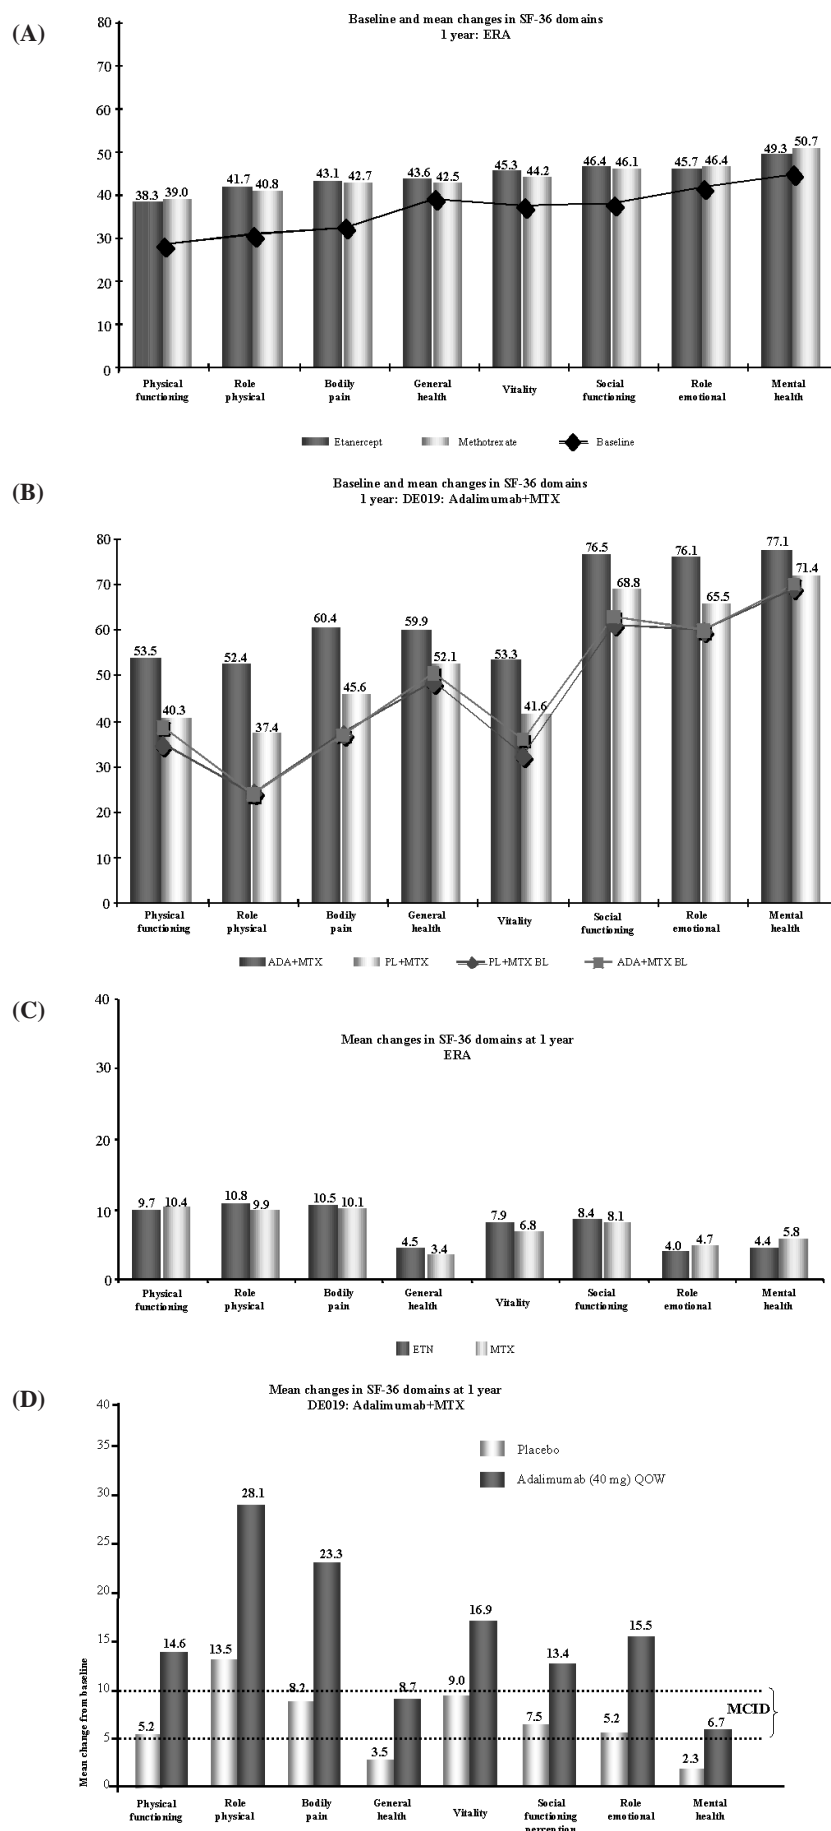 (A)
Baseline and mean changes in SF-36 domains
1 year: ERA
80
70
60
50
40
30
20
10
0
38.3 39.0 41.7 40.8 43.1 42.7 43.6 42.5 45.3 44.2 46.4 46.1 45.7 46.4 49.3 50.7
Physical functioning
Role physical
Bodily pain
General health
Vitality
Social functioning
Role emotional
Mental health
Etanercept Methotrexate Baseline
(B)
Baseline and mean changes in SF-36 domains
1 year: DE019: Adalimumab+MTX
80
70
60
50
40
30
20
10
0
53.5 40.3 52.4 37.4 60.4 45.6 59.9 52.1 53.3 41.6 76.5 68.8 76.1 65.5 77.1 71.4
Physical functioning
Role physical
Bodily pain
General health
Vitality
Social functioning
Role emotional
Mental health
ADA+MTX PL+MTX PL+MTX BL ADA+MTX BL
(C)
Mean changes in SF-36 domains at 1 year
ERA
40
30
20
10
0
9.7 10.4 10.8 9.9 10.5 10.1 4.5 3.4 7.9 6.8 8.4 8.1 4.0 4.7 4.4 5.8
Physical functioning
Role physical
Bodily pain
General health
Vitality
Social functioning
Role emotional
Mental health
ETN MTX
(D)
Mean changes in SF-36 domains at 1 year
DE019: Adalimumab+MTX
Placebo
Adalimumab (40 mg) QOW
Mean change from baseline
40
35
30
25
20
15
10
5
0
5.2 14.6 13.5 28.1 8.2 23.3 3.5 8.7 9.0 16.9 7.5 13.4 5.2 15.5 2.3 6.7
MCID
Physical functioning
Role physical
Bodily pain
General health
Vitality
Social functioning perception
Role emotional
Mental health